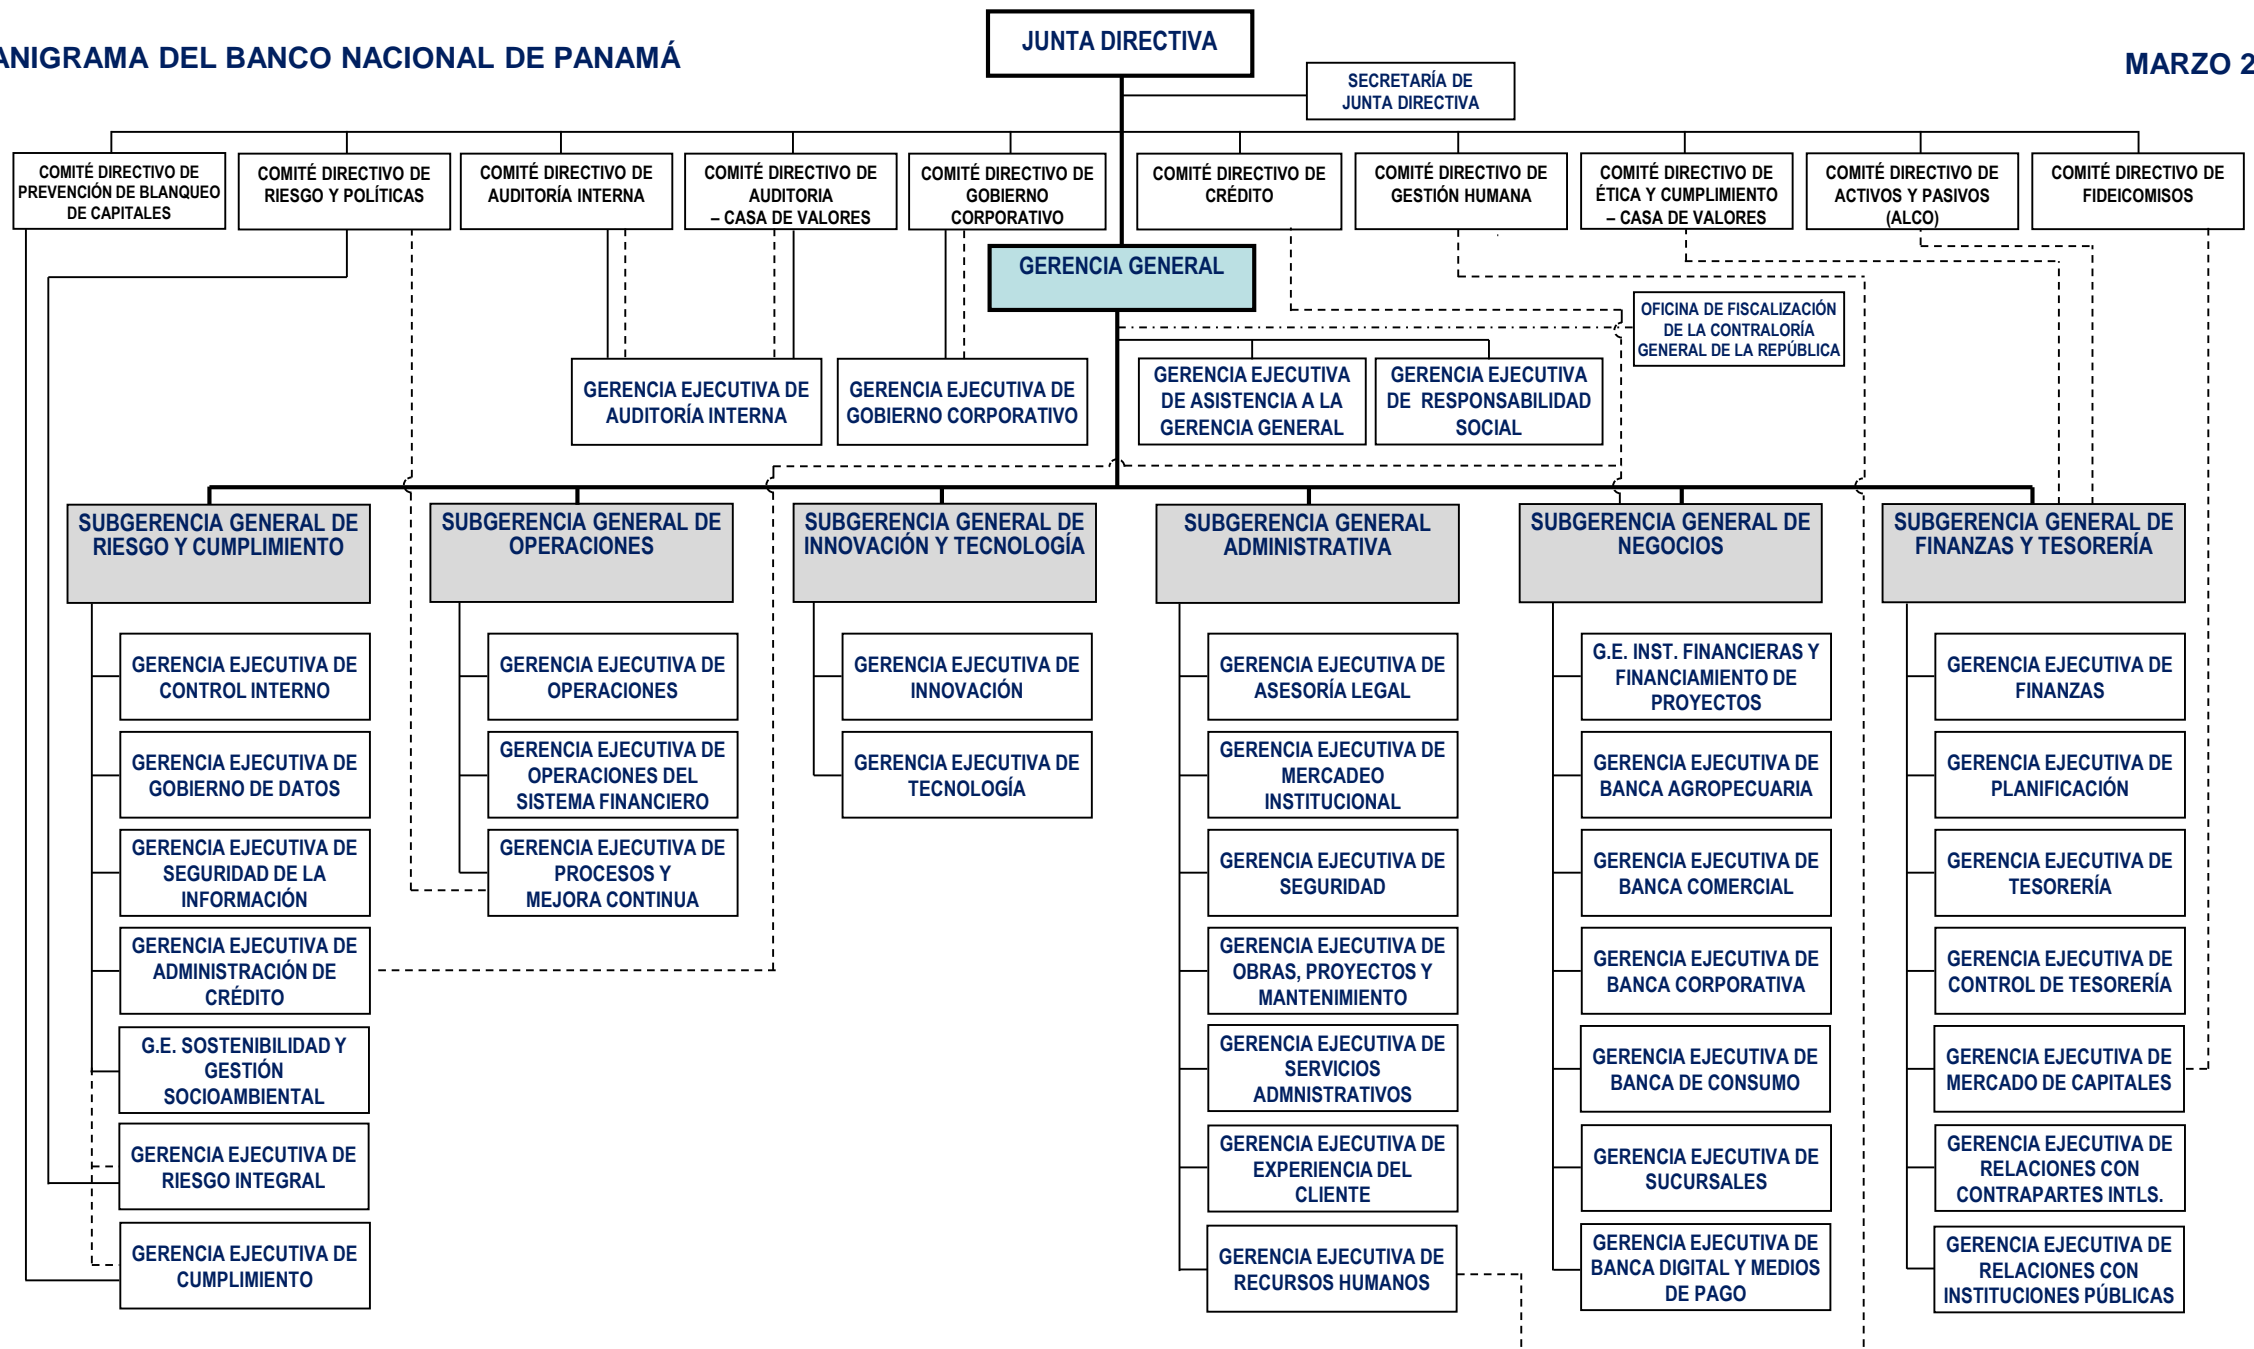 ANIGRAMA DEL BANCO NACIONAL DE PANAMÁ
JUNTA DIRECTIVA
MARZO 2
SECRETARÍA DE
JUNTA DIRECTIVA
COMITÉ DIRECTIVO DE
PREVENCIÓN DE BLANQUEO
DE CAPITALES
COMITÉ DIRECTIVO DE
RIESGO Y POLÍTICAS
COMITÉ DIRECTIVO DE
AUDITORÍA INTERNA
COMITÉ DIRECTIVO DE
AUDITORIA
– CASA DE VALORES
COMITÉ DIRECTIVO DE
GOBIERNO
CORPORATIVO
COMITÉ DIRECTIVO DE
CRÉDITO
COMITÉ DIRECTIVO DE
GESTIÓN HUMANA
COMITÉ DIRECTIVO DE
ÉTICA Y CUMPLIMIENTO
– CASA DE VALORES
COMITÉ DIRECTIVO DE
ACTIVOS Y PASIVOS
(ALCO)
COMITÉ DIRECTIVO DE
FIDEICOMISOS
GERENCIA GENERAL
OFICINA DE FISCALIZACIÓN
DE LA CONTRALORÍA
GENERAL DE LA REPÚBLICA
GERENCIA EJECUTIVA DE
AUDITORÍA INTERNA
GERENCIA EJECUTIVA DE
GOBIERNO CORPORATIVO
GERENCIA EJECUTIVA
DE ASISTENCIA A LA
GERENCIA GENERAL
GERENCIA EJECUTIVA
DE RESPONSABILIDAD
SOCIAL
SUBGERENCIA GENERAL DE
RIESGO Y CUMPLIMIENTO
GERENCIA EJECUTIVA DE
CONTROL INTERNO
GERENCIA EJECUTIVA DE
GOBIERNO DE DATOS
GERENCIA EJECUTIVA DE
SEGURIDAD DE LA
INFORMACIÓN
GERENCIA EJECUTIVA DE
ADMINISTRACIÓN DE
CRÉDITO
G.E. SOSTENIBILIDAD Y
GESTIÓN
SOCIOAMBIENTAL
GERENCIA EJECUTIVA DE
RIESGO INTEGRAL
GERENCIA EJECUTIVA DE
CUMPLIMIENTO
SUBGERENCIA GENERAL DE
OPERACIONES
GERENCIA EJECUTIVA DE
OPERACIONES
GERENCIA EJECUTIVA DE
OPERACIONES DEL
SISTEMA FINANCIERO
GERENCIA EJECUTIVA DE
PROCESOS Y
MEJORA CONTINUA
SUBGERENCIA GENERAL DE
INNOVACIÓN Y TECNOLOGÍA
GERENCIA EJECUTIVA DE
INNOVACIÓN
GERENCIA EJECUTIVA DE
TECNOLOGÍA
SUBGERENCIA GENERAL
ADMINISTRATIVA
GERENCIA EJECUTIVA DE
ASESORÍA LEGAL
GERENCIA EJECUTIVA DE
MERCADEO
INSTITUCIONAL
GERENCIA EJECUTIVA DE
SEGURIDAD
GERENCIA EJECUTIVA DE
OBRAS, PROYECTOS Y
MANTENIMIENTO
GERENCIA EJECUTIVA DE
SERVICIOS
ADMNISTRATIVOS
GERENCIA EJECUTIVA DE
EXPERIENCIA DEL
CLIENTE
GERENCIA EJECUTIVA DE
RECURSOS HUMANOS
SUBGERENCIA GENERAL DE
NEGOCIOS
G.E. INST. FINANCIERAS Y
FINANCIAMIENTO DE
PROYECTOS
GERENCIA EJECUTIVA DE
BANCA AGROPECUARIA
GERENCIA EJECUTIVA DE
BANCA COMERCIAL
GERENCIA EJECUTIVA DE
BANCA CORPORATIVA
GERENCIA EJECUTIVA DE
BANCA DE CONSUMO
GERENCIA EJECUTIVA DE
SUCURSALES
GERENCIA EJECUTIVA DE
BANCA DIGITAL Y MEDIOS
DE PAGO
SUBGERENCIA GENERAL DE
FINANZAS Y TESORERÍA
GERENCIA EJECUTIVA DE
FINANZAS
GERENCIA EJECUTIVA DE
PLANIFICACIÓN
GERENCIA EJECUTIVA DE
TESORERÍA
GERENCIA EJECUTIVA DE
CONTROL DE TESORERÍA
GERENCIA EJECUTIVA DE
MERCADO DE CAPITALES
GERENCIA EJECUTIVA DE
RELACIONES CON
CONTRAPARTES INTLS.
GERENCIA EJECUTIVA DE
RELACIONES CON
INSTITUCIONES PÚBLICAS